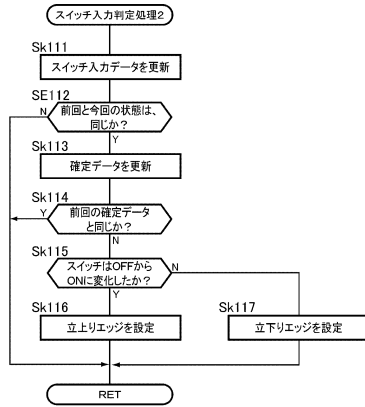 スイッチ入力判定処理2
Sk111
スイッチ入力データを更新
SE112
前回と今回の状態は、
同じか?
N
Y
Sk113
確定データを更新
Sk114
前回の確定データ
と同じか?
Y
N
Sk115
スイッチはOFFから
ONに変化したか?
N
Y
Sk116
立上りエッジを設定
Sk117
立下りエッジを設定
RET